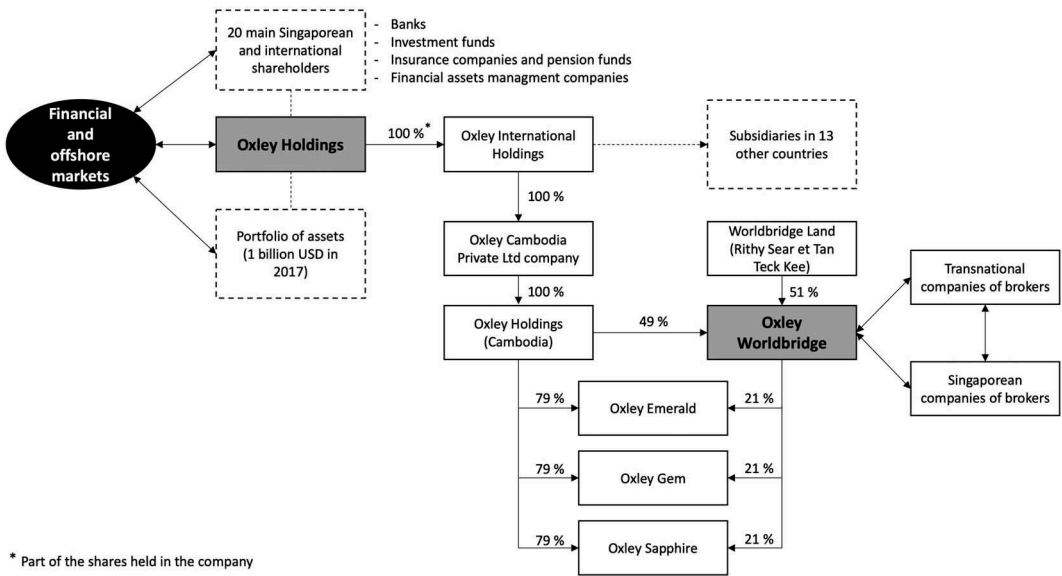 20 main Singaporean
and international
shareholders
- Banks
- Investment funds
- Insurance companies and pension funds
- Financial assets managment companies
Financial
and
offshore
markets
Oxley Holdings
100 %*
Oxley International
Holdings
Subsidiaries in 13
other countries
100 %
Portfolio of assets
(1 billion USD in
2017)
Oxley Cambodia
Private Ltd company
Worldbridge Land
(Rithy Sear et Tan
Teck Kee)
Transnational
companies of brokers
100 %
51 %
Oxley Holdings
(Cambodia)
49 %
Oxley
Worldbridge
Singaporean
companies of brokers
79 %
Oxley Emerald
21 %
79 %
Oxley Gem
21 %
79 %
Oxley Sapphire
21 %
* Part of the shares held in the company